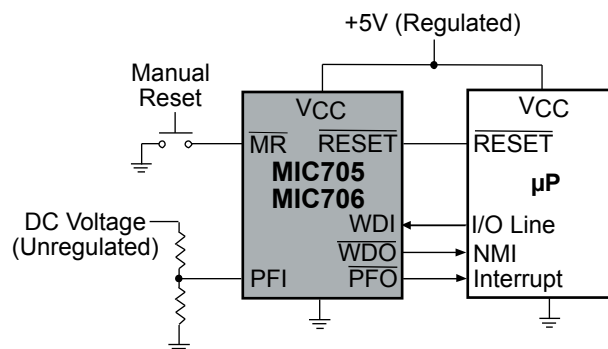 +5V (Regulated)
Manual
Reset
VCC
VCC
MR
RESET
RESET
MIC705
MIC706
µP
DC Voltage
(Unregulated)
WDI
I/O Line
WDO
NMI
PFI
PFO
Interrupt